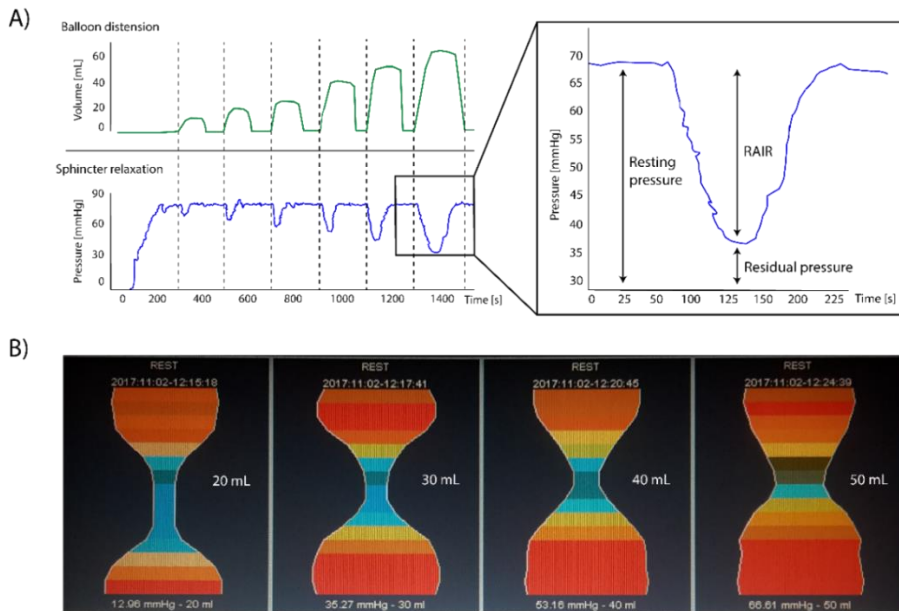 A)
Balloon distension
Volume [mL]
60
40
20
0
Sphincter relaxation
Pressure [mmHg]
90
60
30
0
0 200 400 600 800 1000 1200 1400 Time [s]
Pressure [mmHg]
70
65
60
55
50
45
40
35
30
Resting
pressure
RAIR
Residual pressure
0 25 50 100 125 150 200 225 Time [s]
B)
REST
2017:11:02-12:15:18
20 mL
12.96 mmHg - 20 ml
REST
2017:11:02-12:17:41
30 mL
35.27 mmHg - 30 ml
REST
2017:11:02-12:20:45
40 mL
53.16 mmHg - 40 ml
REST
2017:11:02-12:24:39
50 mL
66.61 mmHg - 50 ml